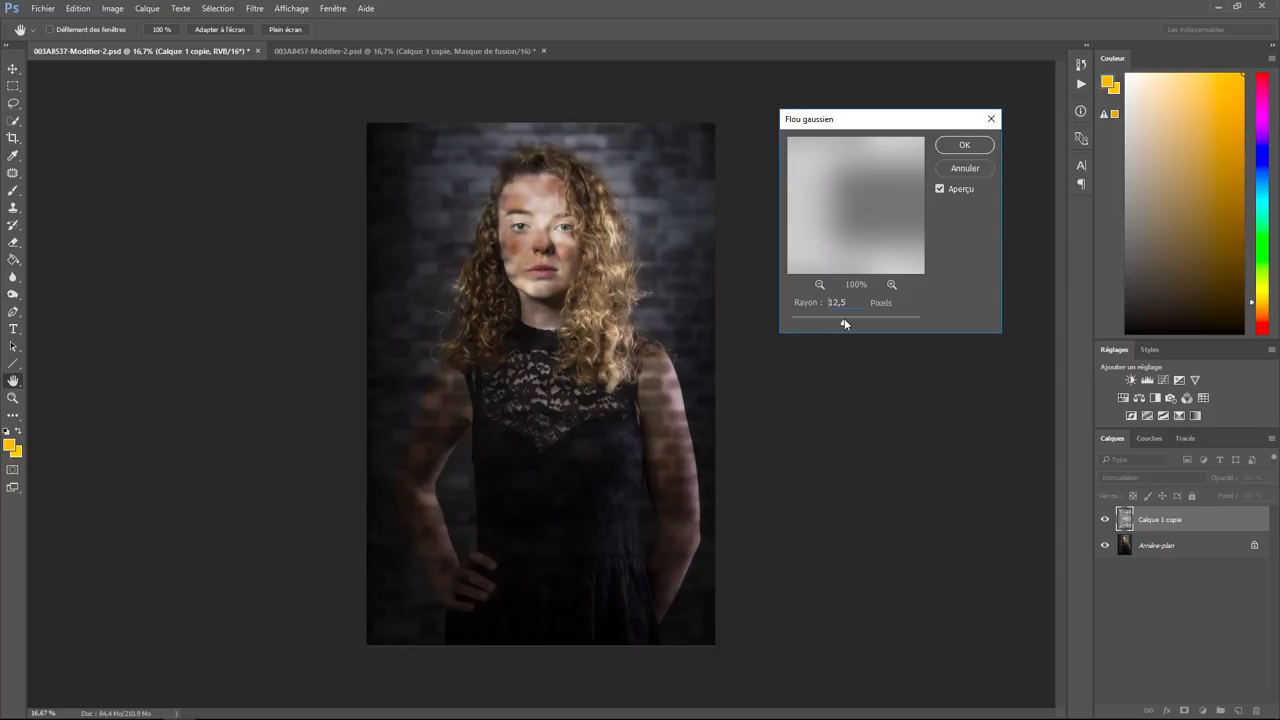 Ps Fichier Edition Image Calque Texte Sélection Filtre Affichage Fenêtre Aide
Défilement des fenêtres 100 % Adapter à l'écran Plein écran Les indispensables
003A8537-Modifier-2.psd @ 16,7% (Calque 1 copie, RVB/16*) * × 003A8457-Modifier-2.psd @ 16,7% (Calque 1 copie, Masque de fusion/16) * ×
Couleur
Flou gaussien
OK
Annuler
Aperçu
100%
Rayon : 12,5 Pixels
Réglages Styles
Ajouter un réglage
Calques Couches Tracés
Type
Incrustation Opacité : 100 %
Verrou : Fond : 100 %
Calque 1 copie
Arrière-plan
16,67 % Doc : 84,4 Mo/210,9 Mo